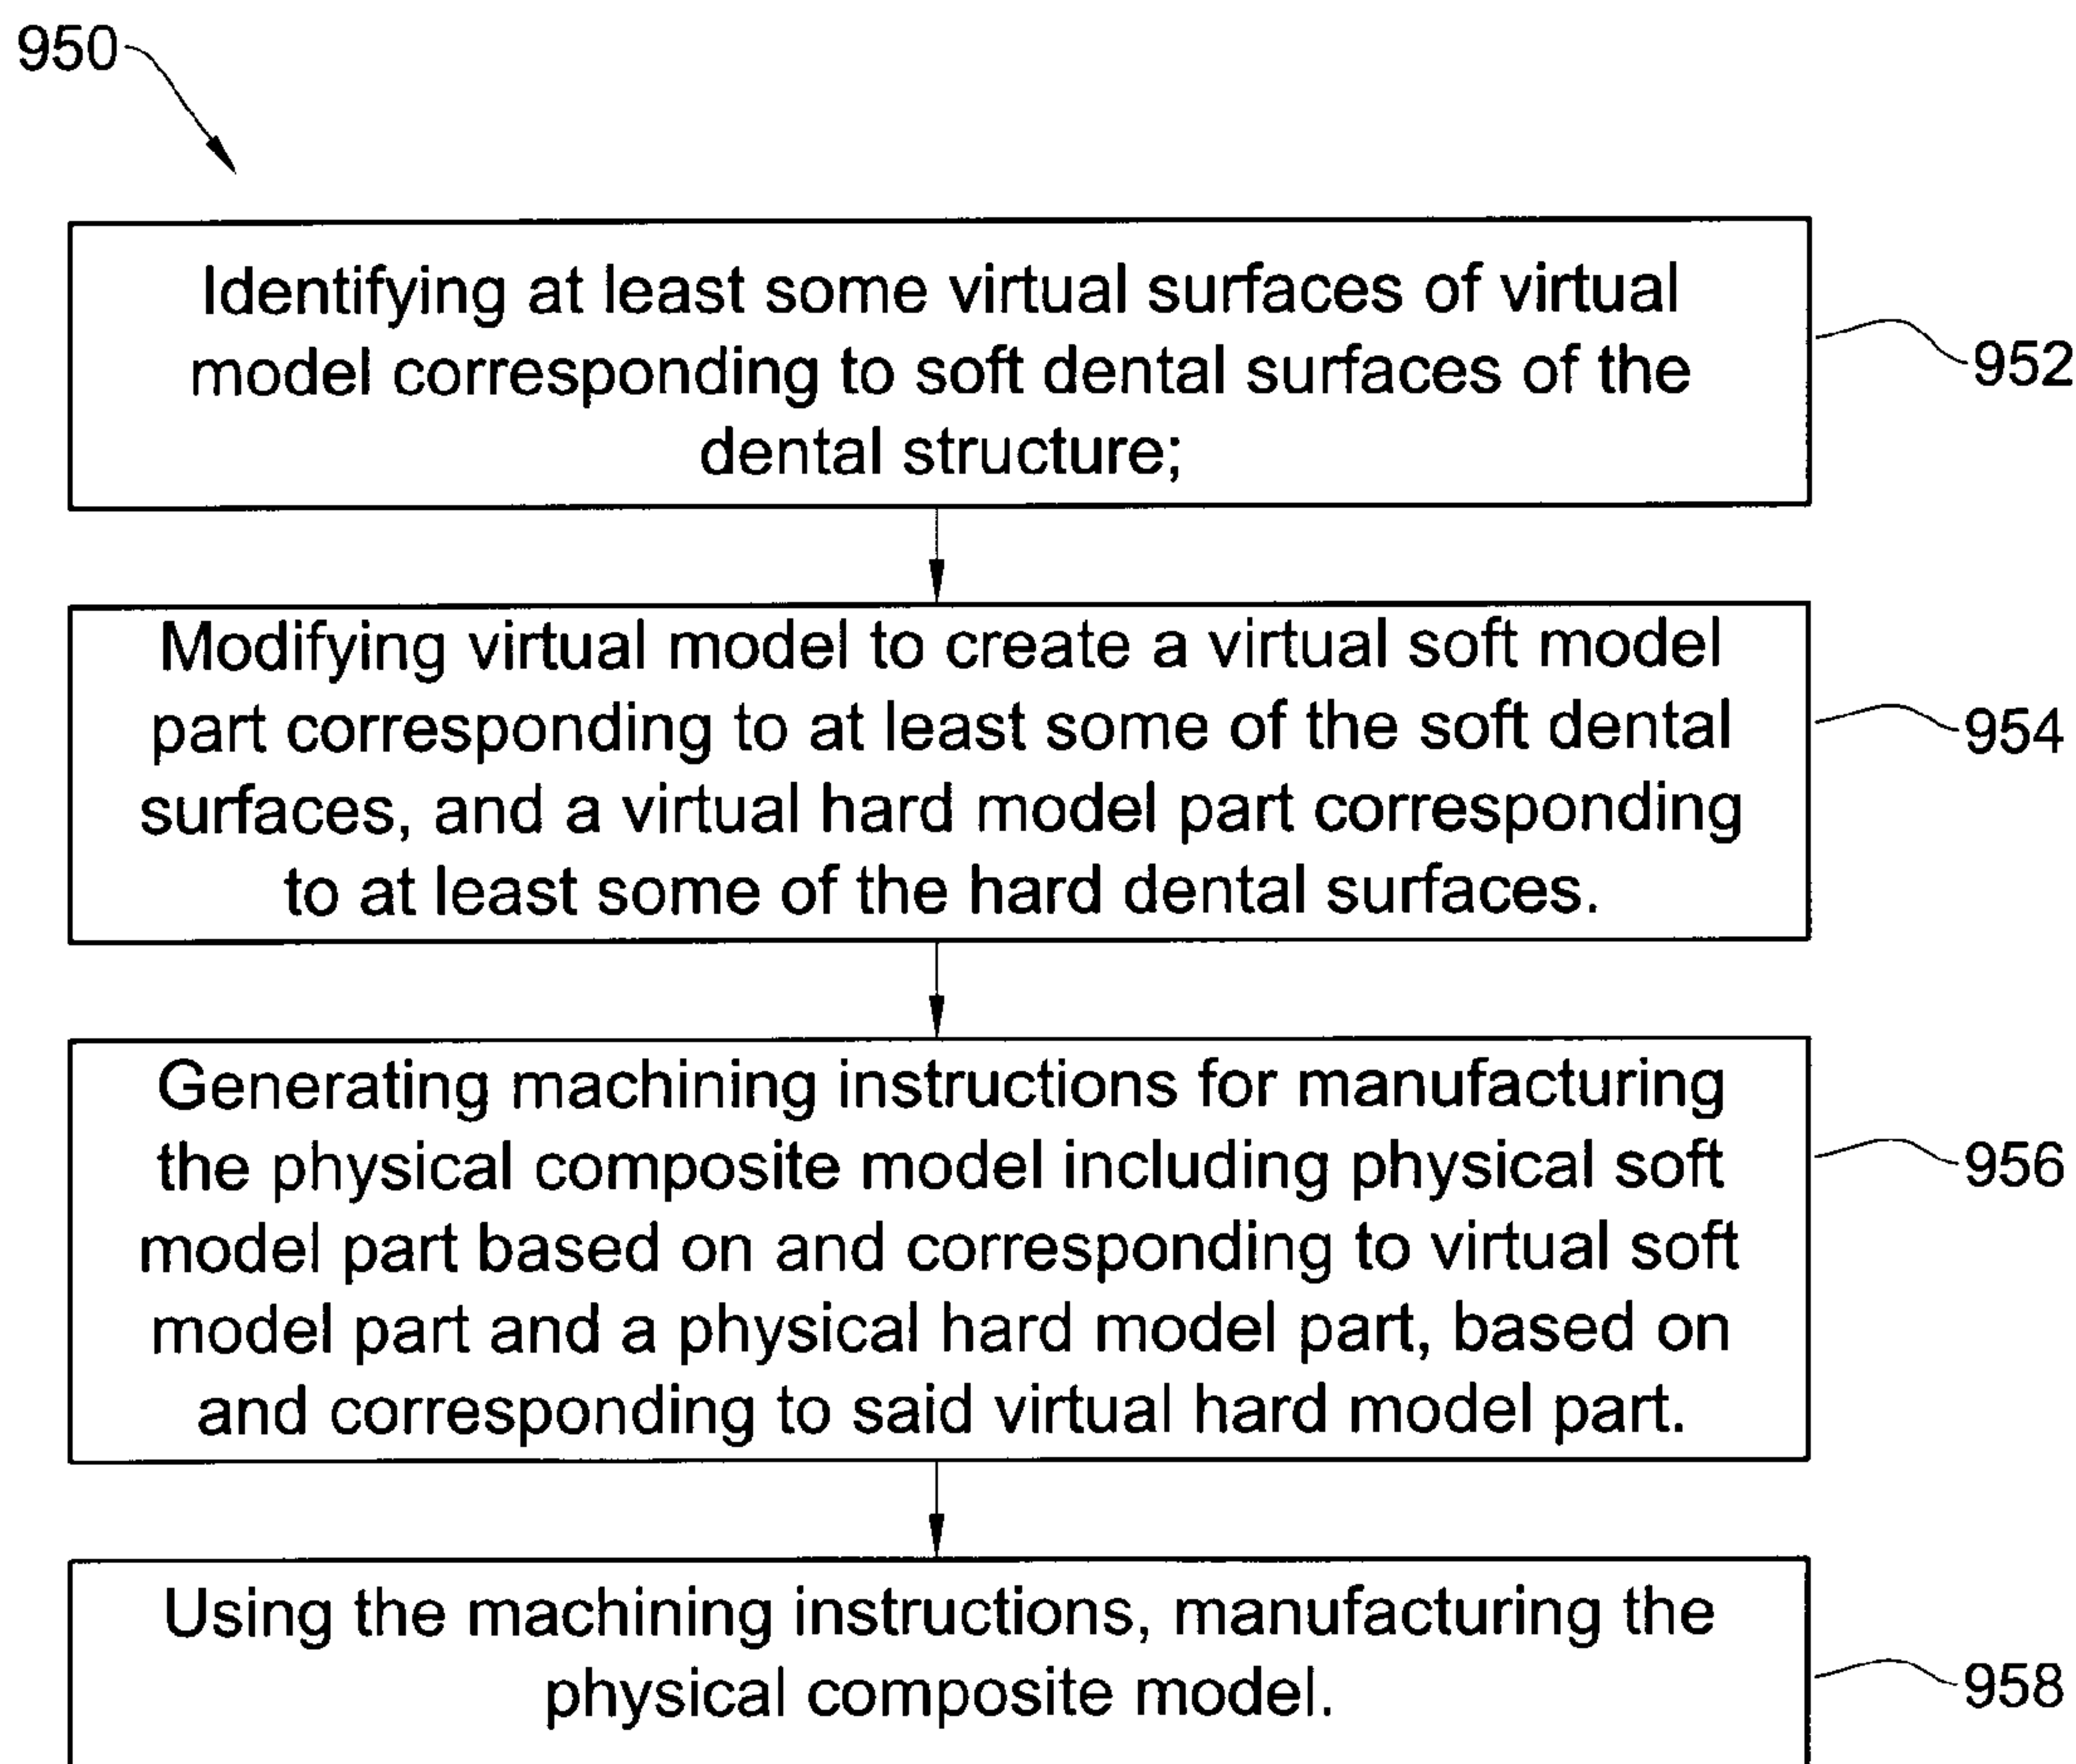 950
Identifying at least some virtual surfaces of virtual
model corresponding to soft dental surfaces of the
dental structure;
952
Modifying virtual model to create a virtual soft model
part corresponding to at least some of the soft dental
surfaces, and a virtual hard model part corresponding
to at least some of the hard dental surfaces.
954
Generating machining instructions for manufacturing
the physical composite model including physical soft
model part based on and corresponding to virtual soft
model part and a physical hard model part, based on
and corresponding to said virtual hard model part.
956
Using the machining instructions, manufacturing the
physical composite model.
958